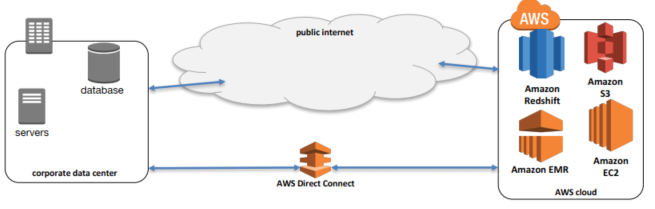 public internet
AWS
database
Amazon
Redshift
Amazon
S3
servers
corporate data center
AWS Direct Connect
Amazon EMR
Amazon
EC2
AWS cloud